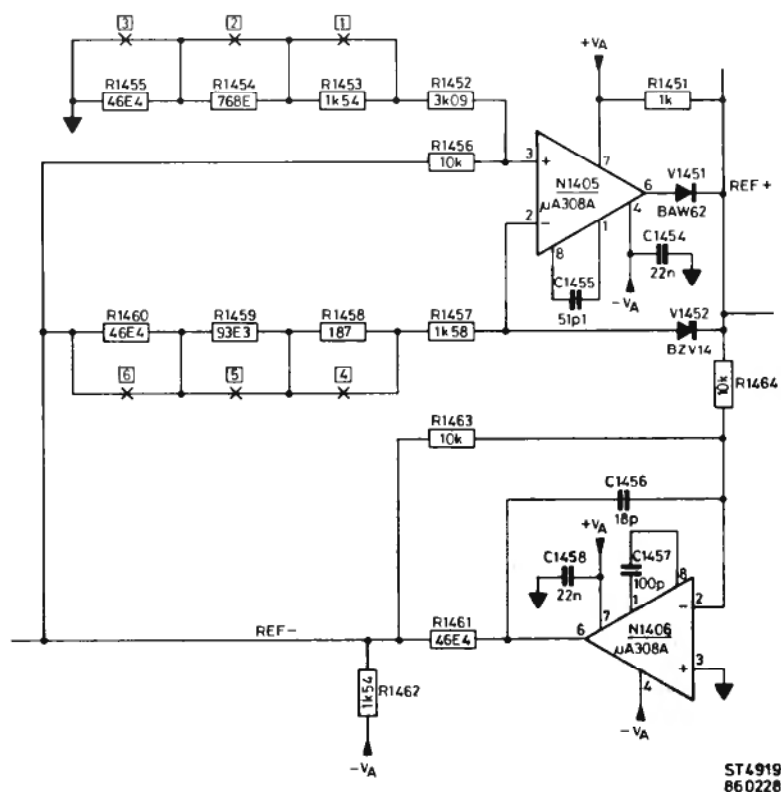 3 2 1
+VA
R1455 R1454 R1453 R1452 R1451
46E4 768E 1k54 3k09 1k
R1456
10k
3 + 7
N1405 6 V1451 REF+
µA308A 4 BAW62
2 − 8 1
C1454
22n
C1455
51p1
−VA
R1460 R1459 R1458 R1457 V1452
46E4 93E3 187 1k58 BZV14
6 5 4
10k R1464
R1463
10k
C1456
18p
+VA
C1458 C1457
22n 100p
8
1
7
− 2
REF− R1461 6 N1406
46E4 µA308A
+ 3
4
1k54 R1462
−VA
−VA
ST4919
860228